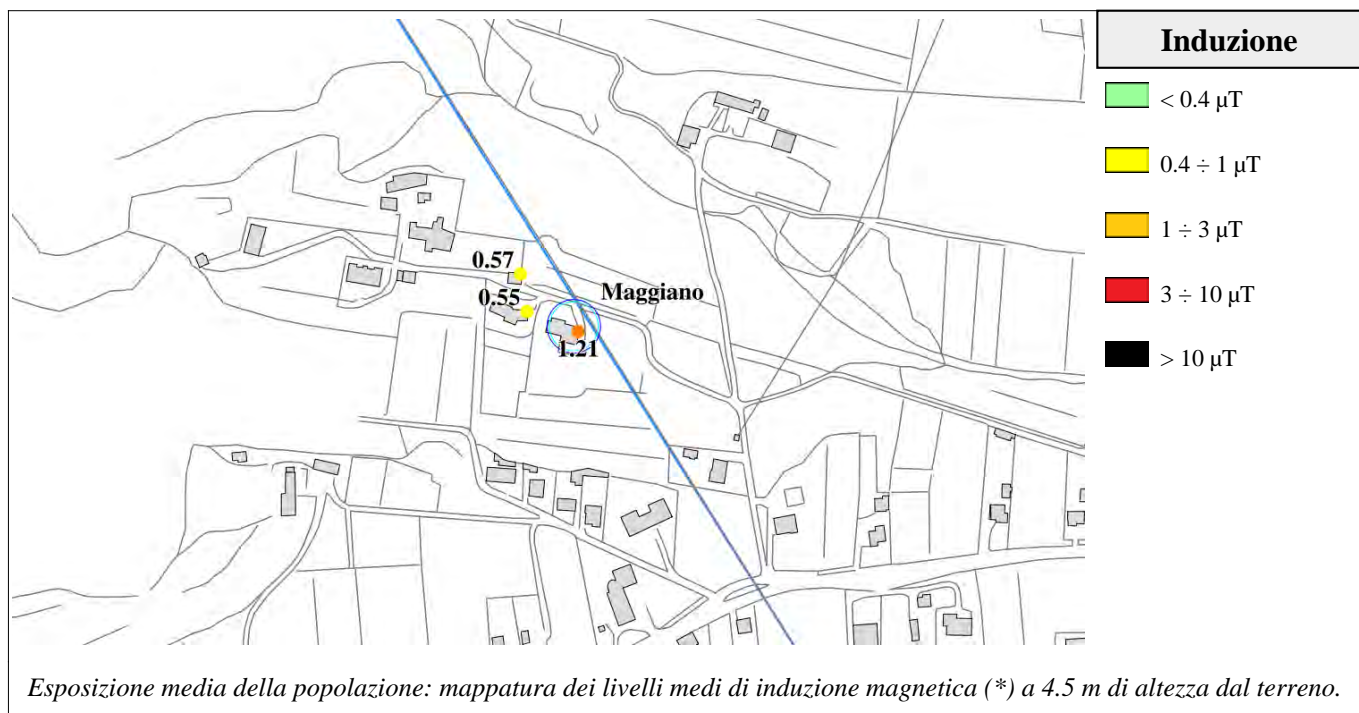 Induzione
< 0.4 µT
0.4 ÷ 1 µT
1 ÷ 3 µT
3 ÷ 10 µT
> 10 µT
0.57
0.55
Maggiano
1.21
Esposizione media della popolazione: mappatura dei livelli medi di induzione magnetica (*) a 4.5 m di altezza dal terreno.